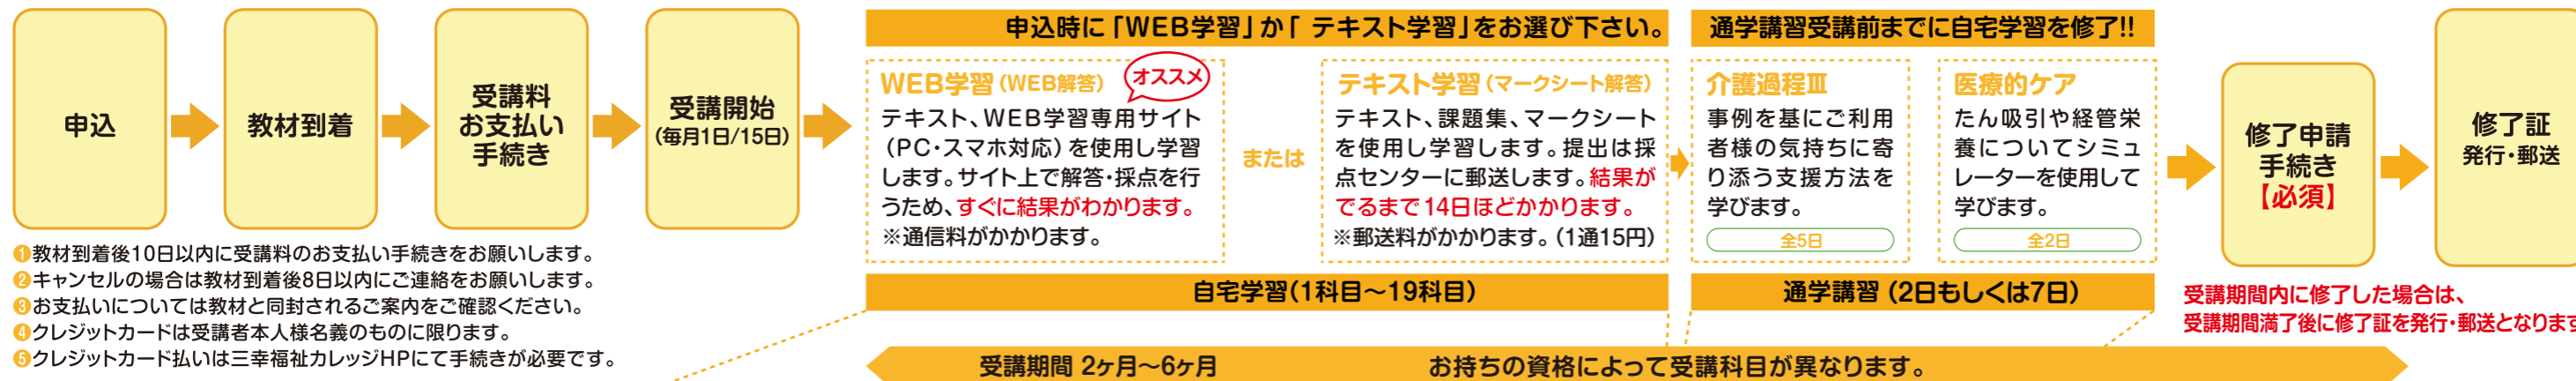 申込
教材到着
受講料
お支払い
手続き
受講開始
(毎月1日/15日)
申込時に「WEB学習」か「 テキスト学習」をお選び下さい。
WEB学習(WEB解答)
オススメ
テキスト、WEB学習専用サイト
(PC・スマホ対応)を使用し学習
します。サイト上で解答・採点を行
うため、すぐに結果がわかります。
※通信料がかかります。
または
テキスト学習(マークシート解答)
テキスト、課題集、マークシート
を使用し学習します。提出は採
点センターに郵送します。結果が
でるまで14日ほどかかります。
※郵送料がかかります。(1通15円)
自宅学習(1科目〜19科目)
通学講習受講前までに自宅学習を修了!!
介護過程Ⅲ
事例を基にご利用
者様の気持ちに寄
り添う支援方法を
学びます。
全5日
医療的ケア
たん吸引や経管栄
養についてシミュ
レーターを使用して
学びます。
全2日
通学講習(2日もしくは7日)
修了申請
手続き
【必須】
修了証
発行・郵送
❶教材到着後10日以内に受講料のお支払い手続きをお願いします。
❷キャンセルの場合は教材到着後8日以内にご連絡をお願いします。
❸お支払いについては教材と同封されるご案内をご確認ください。
❹クレジットカードは受講者本人様名義のものに限ります。
❺クレジットカード払いは三幸福祉カレッジHPにて手続きが必要です。
受講期間内に修了した場合は、
受講期間満了後に修了証を発行・郵送となります
受講期間 2ヶ月〜6ヶ月 お持ちの資格によって受講科目が異なります。